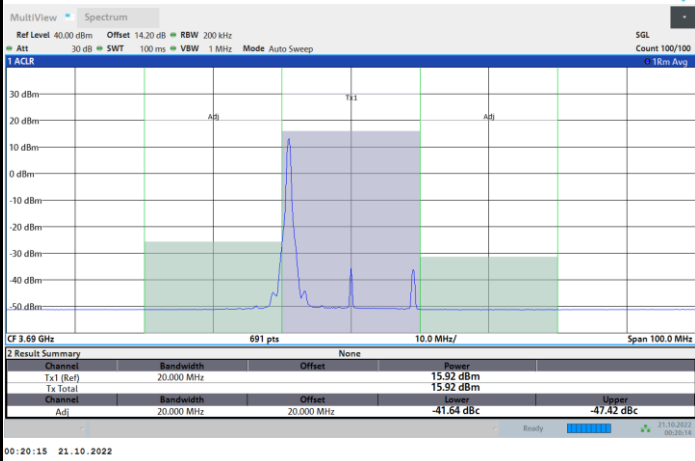 MultiView Spectrum
Ref Level 40.00 dBm Offset 14.20 dB RBW 200 kHz SGL
Att 30 dB SWT 100 ms VBW 1 MHz Mode Auto Sweep Count 100/100
1 ACLR 1Rm Avg
30 dBm
Tx1
20 dBm
Adj Adj
10 dBm
0 dBm
-10 dBm
-20 dBm
-30 dBm
-40 dBm
-50 dBm
CF 3.69 GHz 691 pts 10.0 MHz/ Span 100.0 MHz
2 Result Summary None
Channel Bandwidth Offset Power
Tx1 (Ref) 20.000 MHz 15.92 dBm
Tx Total 15.92 dBm
Channel Bandwidth Offset Lower Upper
Adj 20.000 MHz 20.000 MHz -41.64 dBc -47.42 dBc
Ready 21.10.2022
00:20:14
00:20:15 21.10.2022